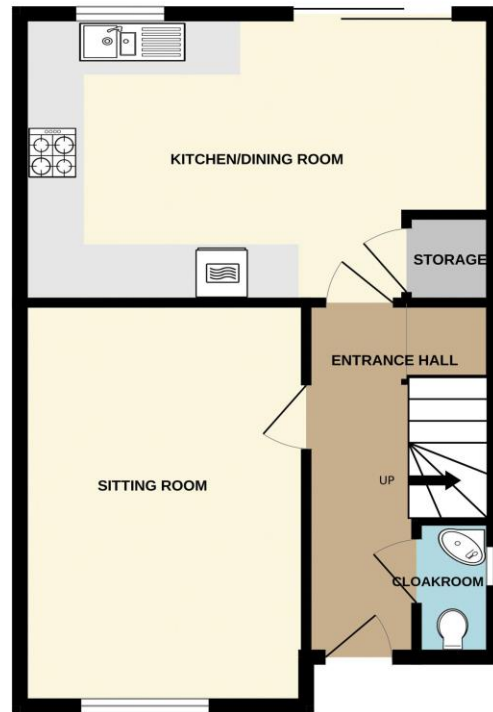 KITCHEN/DINING ROOM
STORAGE
ENTRANCE HALL
SITTING ROOM
UP
CLOAKROOM